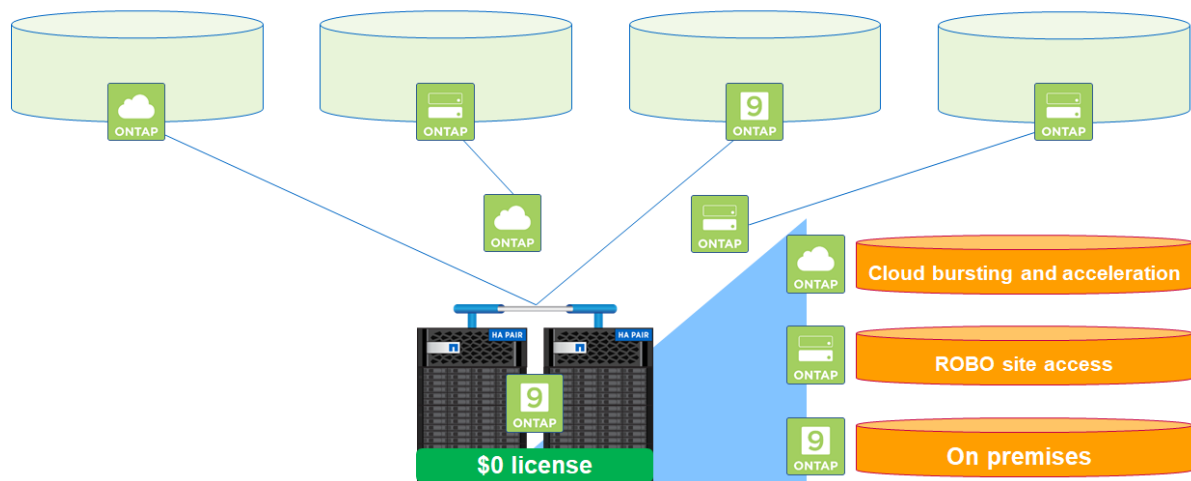 ONTAP
ONTAP
9
ONTAP
ONTAP
ONTAP
ONTAP
ONTAP
Cloud bursting and acceleration
HA PAIR
HA PAIR
ONTAP
ROBO site access
9
ONTAP
9
ONTAP
On premises
$0 license